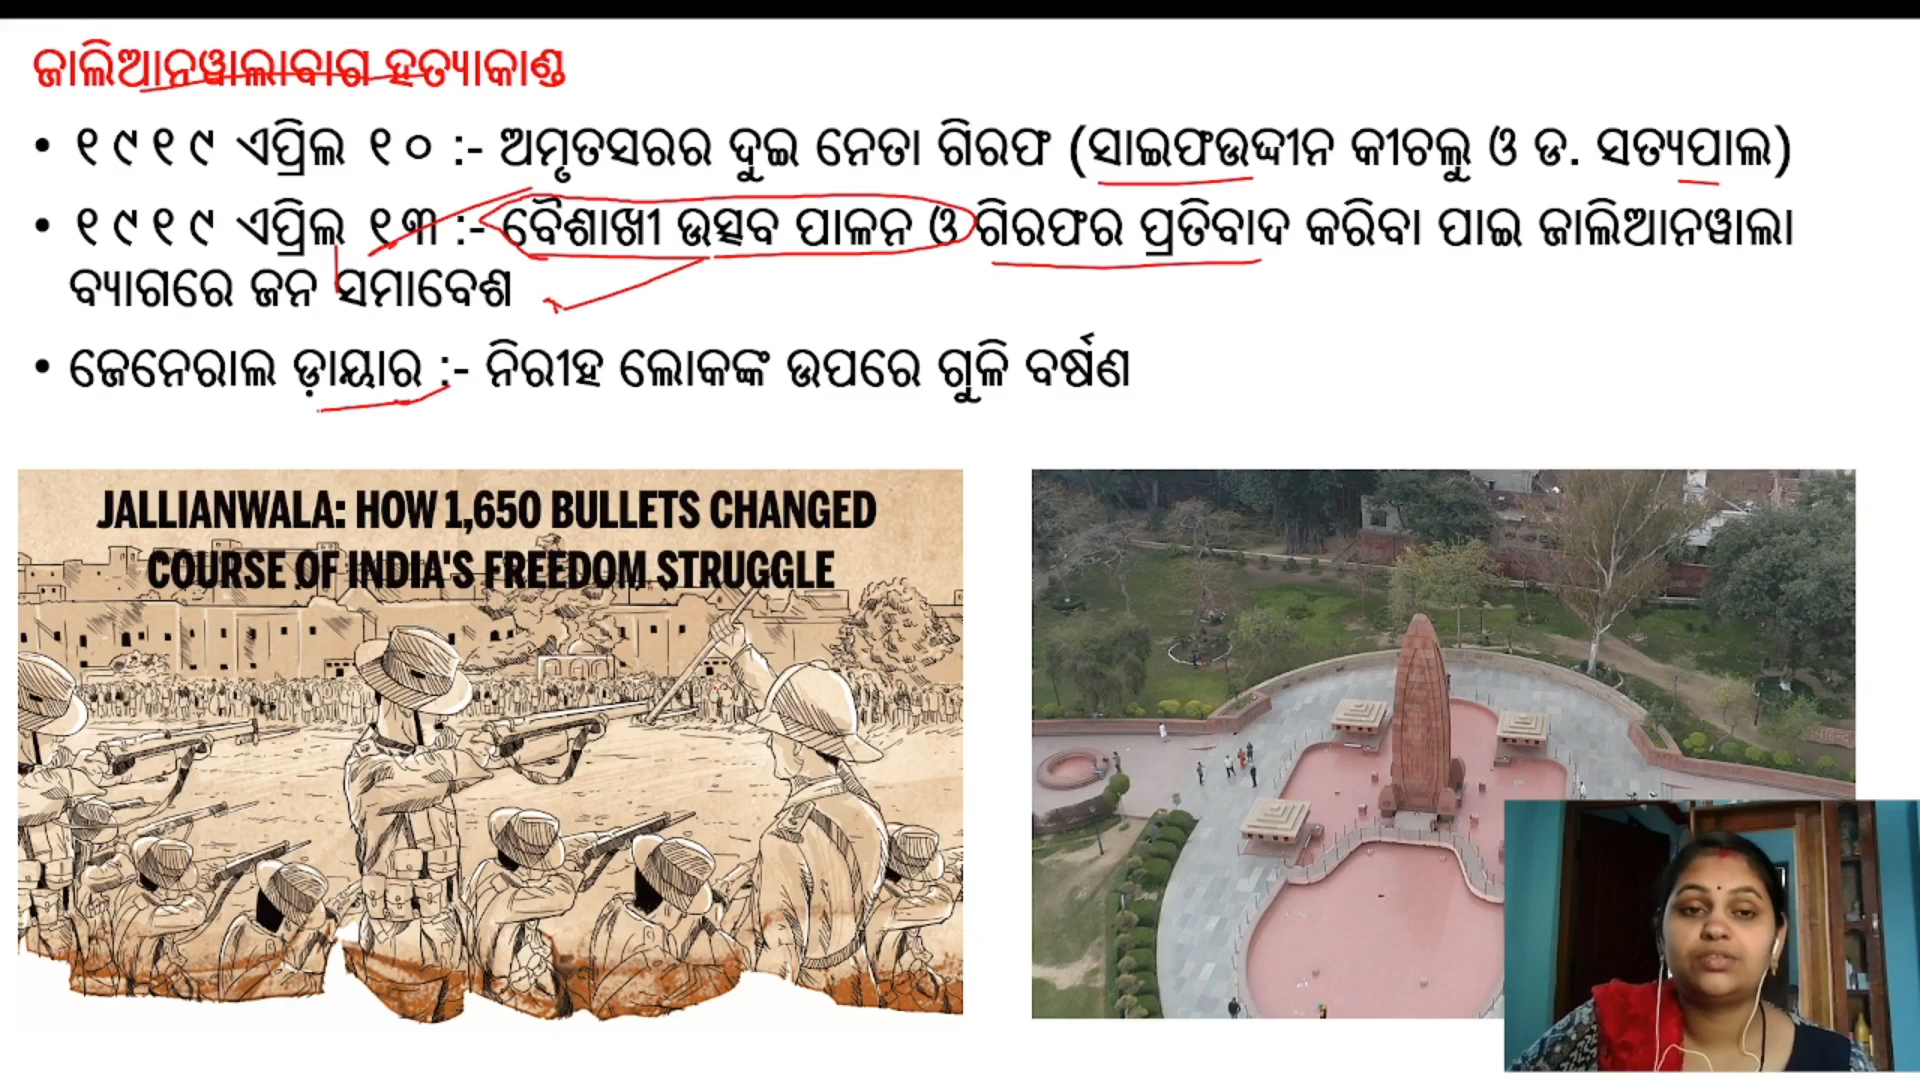 ଜାଲିଆନୱାଲାବାଗ ହତ୍ୟାକାଣ୍ଡ
• ୧୯୧୯ ଏପ୍ରିଲ ୧୦ :- ଅମୃତସରର ଦୁଇ ନେତା ଗିରଫ (ସାଇଫଉଦ୍ଦୀନ କୀଚଲୁ ଓ ଡ. ସତ୍ୟପାଲ)
• ୧୯୧୯ ଏପ୍ରିଲ ୧୩ :- ବୈଶାଖୀ ଉତ୍ସବ ପାଳନ ଓ ଗିରଫର ପ୍ରତିବାଦ କରିବା ପାଇ ଜାଲିଆନୱାଲା
ବ୍ୟାଗରେ ଜନ ସମାବେଶ
• ଜେନେରାଲ ଡ଼ାୟାର :- ନିରୀହ ଲୋକଙ୍କ ଉପରେ ଗୁଳି ବର୍ଷଣ
JALLIANWALA: HOW 1,650 BULLETS CHANGED
COURSE OF INDIA'S FREEDOM STRUGGLE